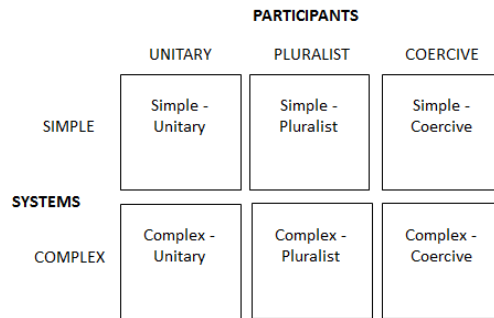 PARTICIPANTS
UNITARY PLURALIST COERCIVE
SIMPLE
Simple -
Unitary
Simple -
Pluralist
Simple -
Coercive
SYSTEMS
COMPLEX
Complex -
Unitary
Complex -
Pluralist
Complex -
Coercive